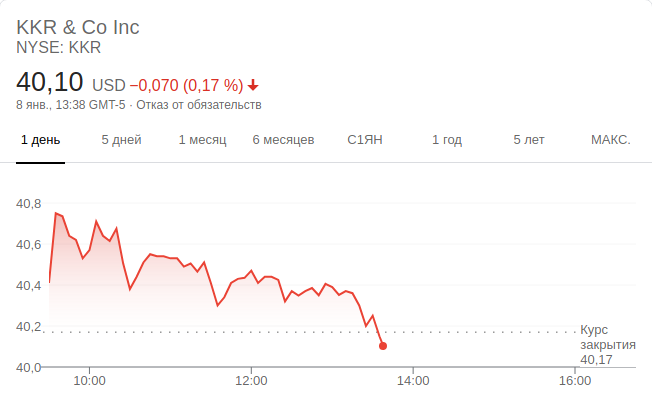 KKR & Co Inc
NYSE: KKR
40,10 USD −0,070 (0,17 %)
8 янв., 13:38 GMT-5 · Отказ от обязательств
1 день 5 дней 1 месяц 6 месяцев С1ЯН 1 год 5 лет МАКС.
40,8
40,6
40,4
40,2
Курс
закрытия
40,17
40,0
10:00 12:00 14:00 16:00